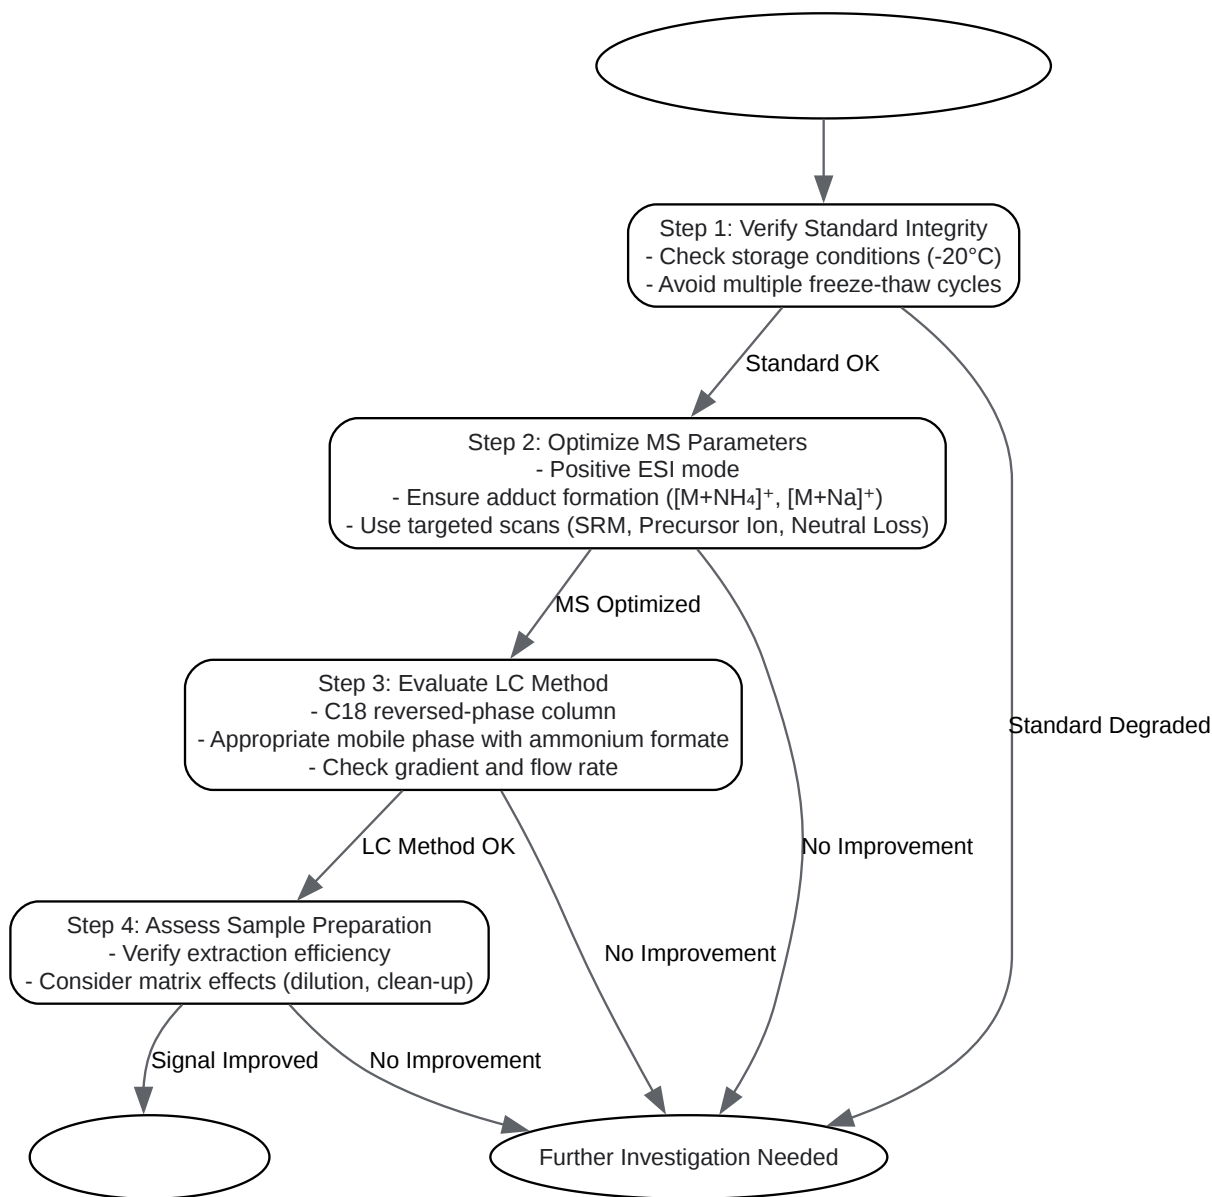 Step 1: Verify Standard Integrity
- Check storage conditions (-20°C)
- Avoid multiple freeze-thaw cycles
Standard OK
Step 2: Optimize MS Parameters
- Positive ESI mode
- Ensure adduct formation ([M+NH₄]⁺, [M+Na]⁺)
- Use targeted scans (SRM, Precursor Ion, Neutral Loss)
MS Optimized
Step 3: Evaluate LC Method
- C18 reversed-phase column
- Appropriate mobile phase with ammonium formate
- Check gradient and flow rate
Standard Degraded
LC Method OK
No Improvement
Step 4: Assess Sample Preparation
- Verify extraction efficiency
- Consider matrix effects (dilution, clean-up)
No Improvement
Signal Improved
No Improvement
Further Investigation Needed